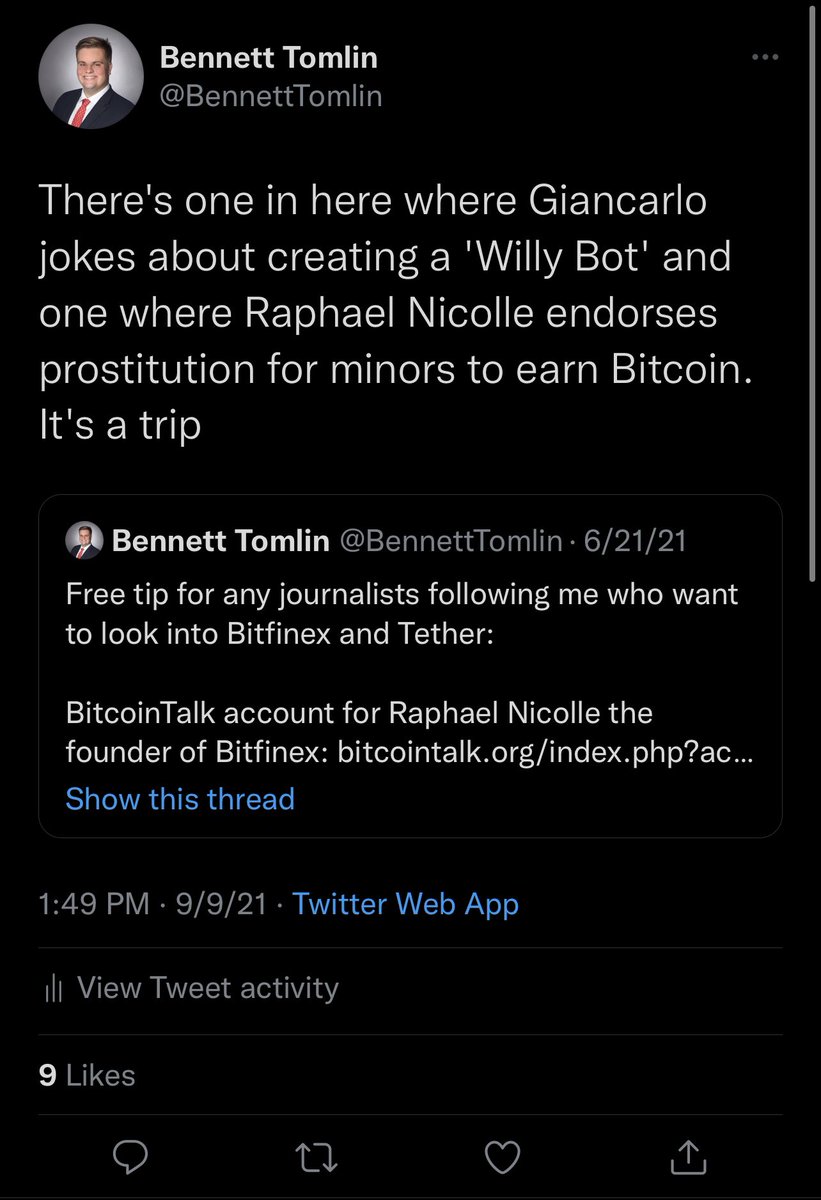 Bennett Tomlin
@BennettTomlin
There's one in here where Giancarlo
jokes about creating a 'Willy Bot' and
one where Raphael Nicolle endorses
prostitution for minors to earn Bitcoin.
It's a trip
Bennett Tomlin @BennettTomlin · 6/21/21
Free tip for any journalists following me who want
to look into Bitfinex and Tether:
BitcoinTalk account for Raphael Nicolle the
founder of Bitfinex: bitcointalk.org/index.php?ac...
Show this thread
1:49 PM · 9/9/21 · Twitter Web App
View Tweet activity
9 Likes